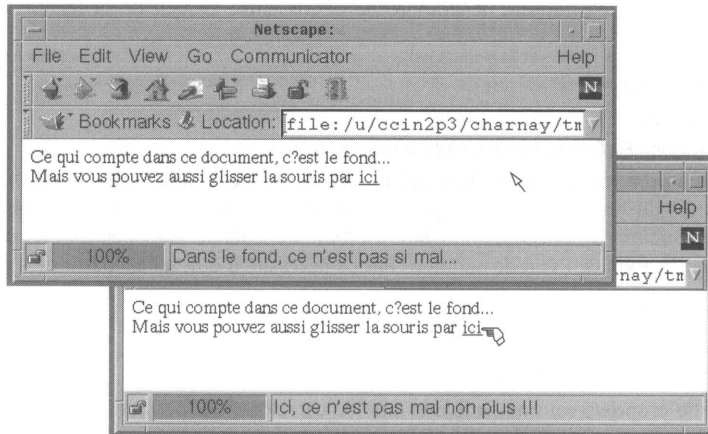 Netscape:
File Edit View Go Communicator Help
N
Bookmarks Location: file:/u/ccin2p3/charnay/tm
Ce qui compte dans ce document, c?est le fond...
Mais vous pouvez aussi glisser la souris par ici
100% Dans le fond, ce n'est pas si mal...
Help
N
rnay/tm
Ce qui compte dans ce document, c?est le fond...
Mais vous pouvez aussi glisser la souris par ici
100% Ici, ce n'est pas mal non plus !!!